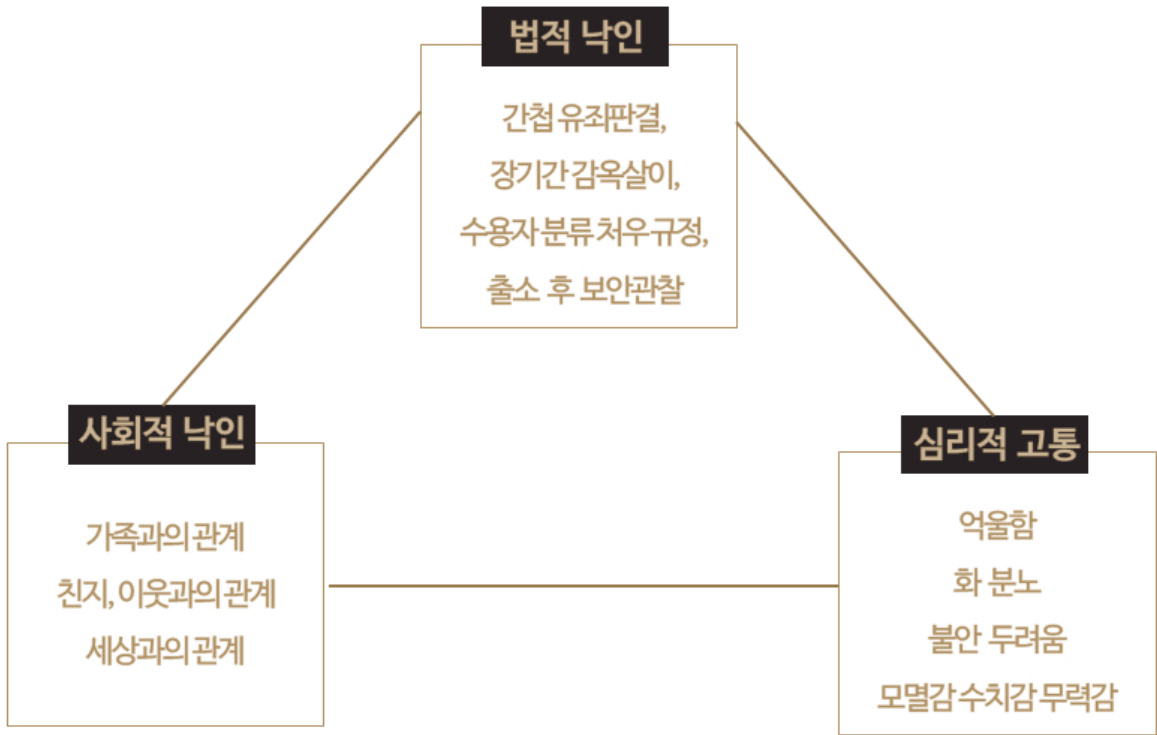 법적 낙인
간첩 유죄판결,
장기간 감옥살이,
수용자 분류 처우 규정,
출소 후 보안관찰
사회적 낙인
가족과의 관계
친지, 이웃과의 관계
세상과의 관계
심리적 고통
억울함
화 분노
불안 두려움
모멸감 수치감 무력감